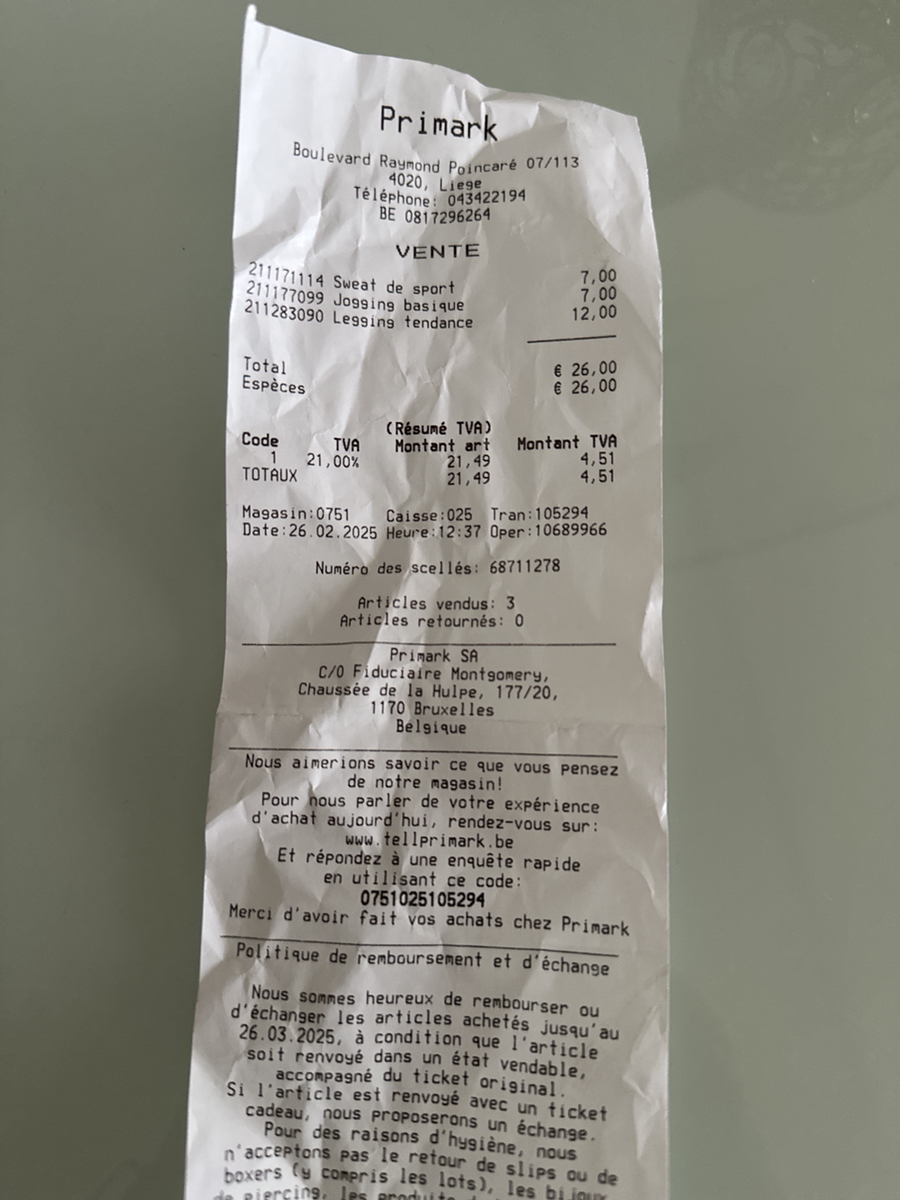 Primark
Boulevard Raymond Poincaré 07/113
4020, Liege
Téléphone: 043422194
BE 0817296264
VENTE
211171114 Sweat de sport 7,00
211177099 Jogging basique 7,00
211283090 Legging tendance 12,00
Total € 26,00
Espèces € 26,00
(Résumé TVA)
Code TVA Montant art Montant TVA
1 21,00% 21,49 4,51
TOTAUX 21,49 4,51
Magasin:0751 Caisse:025 Tran:105294
Date:26.02.2025 Heure:12:37 Oper:10689966
Numéro des scellés: 68711278
Articles vendus: 3
Articles retournés: 0
Primark SA
C/O Fiduciaire Montgomery,
Chaussée de la Hulpe, 177/20,
1170 Bruxelles
Belgique
Nous aimerions savoir ce que vous pensez
de notre magasin!
Pour nous parler de votre expérience
d'achat aujourd'hui, rendez-vous sur:
www.tellprimark.be
Et répondez à une enquête rapide
en utilisant ce code:
0751025105294
Merci d'avoir fait vos achats chez Primark
Politique de remboursement et d'échange
Nous sommes heureux de rembourser ou
d'échanger les articles achetés jusqu'au
26.03.2025, à condition que l'article
soit renvoyé dans un état vendable,
accompagné du ticket original.
Si l'article est renvoyé avec un ticket
cadeau, nous proposerons un échange.
Pour des raisons d'hygiène, nous
n'acceptons pas le retour de slips ou de
boxers (y compris les lots), les bijoux
de piercing, les